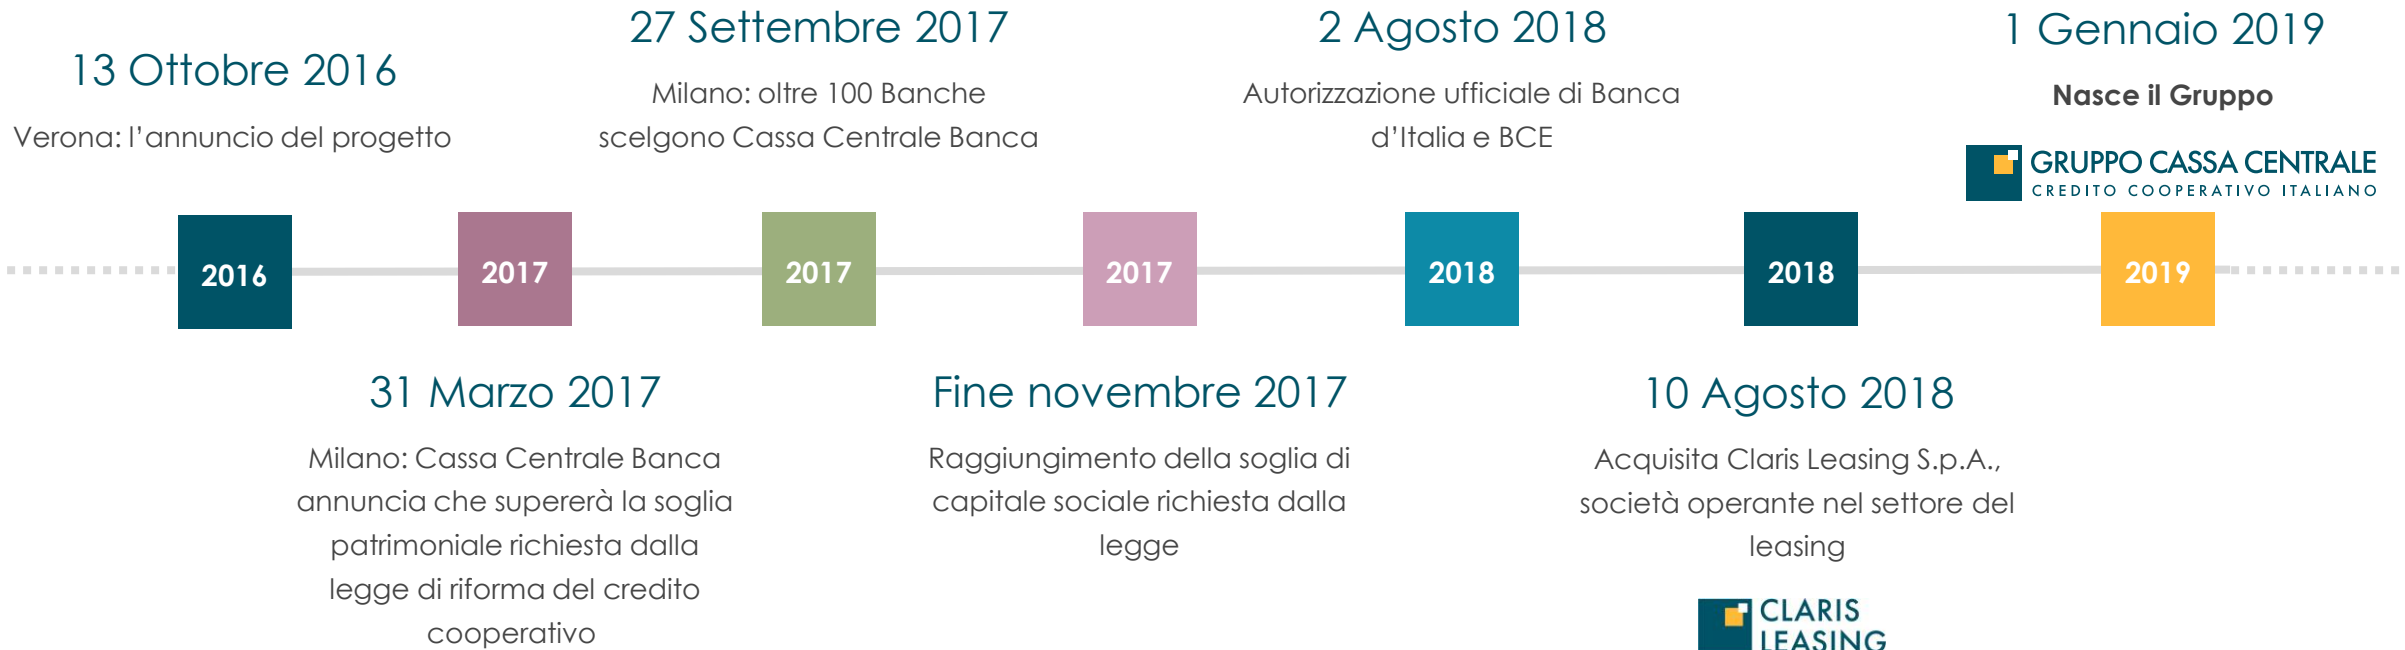 13 Ottobre 2016
Verona: l’annuncio del progetto
27 Settembre 2017
Milano: oltre 100 Banche
scelgono Cassa Centrale Banca
2 Agosto 2018
Autorizzazione ufficiale di Banca
d’Italia e BCE
1 Gennaio 2019
Nasce il Gruppo
GRUPPO CASSA CENTRALE
CREDITO COOPERATIVO ITALIANO
2016
2017
2017
2017
2018
2018
2019
31 Marzo 2017
Milano: Cassa Centrale Banca
annuncia che supererà la soglia
patrimoniale richiesta dalla
legge di riforma del credito
cooperativo
Fine novembre 2017
Raggiungimento della soglia di
capitale sociale richiesta dalla
legge
10 Agosto 2018
Acquisita Claris Leasing S.p.A.,
società operante nel settore del
leasing
CLARIS
LEASING